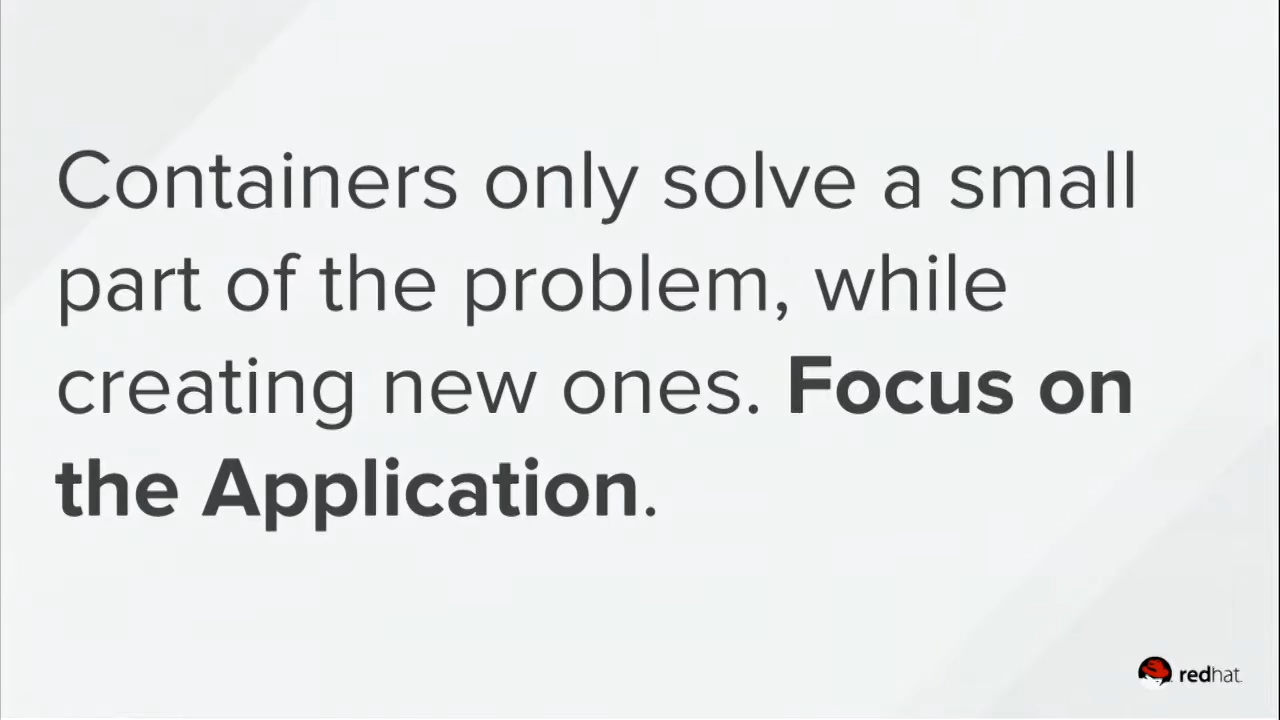 Containers only solve a small
part of the problem, while
creating new ones. Focus on
the Application.
redhat.